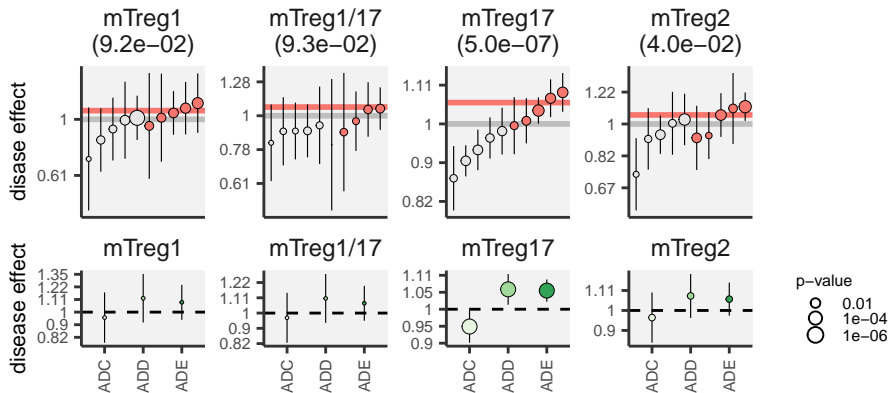 mTreg1
(9.2e−02)
mTreg1/17
(9.3e−02)
mTreg17
(5.0e−07)
mTreg2
(4.0e−02)
disase effect
1
0.61
1.28
1
0.78
0.61
1.11
1
0.9
0.82
1.22
1
0.82
0.67
mTreg1
mTreg1/17
mTreg17
mTreg2
disease effect
1.35
1.22
1.11
1
0.9
0.82
1.22
1.11
1
0.9
0.82
1.11
1.05
1
0.95
0.9
1.11
1
0.9
ADC
ADD
ADE
ADC
ADD
ADE
ADC
ADD
ADE
ADC
ADD
ADE
p−value
0.01
1e−04
1e−06